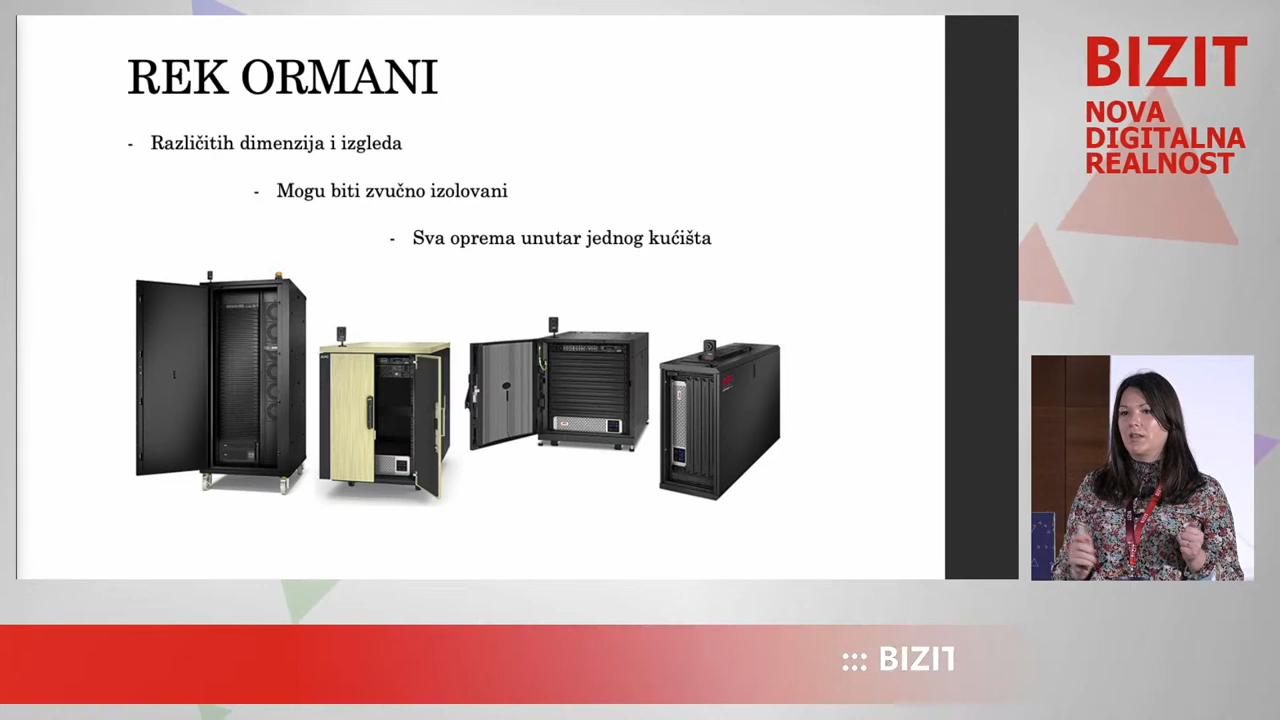 REK ORMANI
- Različitih dimenzija i izgleda
- Mogu biti zvučno izolovani
- Sva oprema unutar jednog kućišta
BIZIT
NOVA
DIGITALNA
REALNOST
::: BIZIT